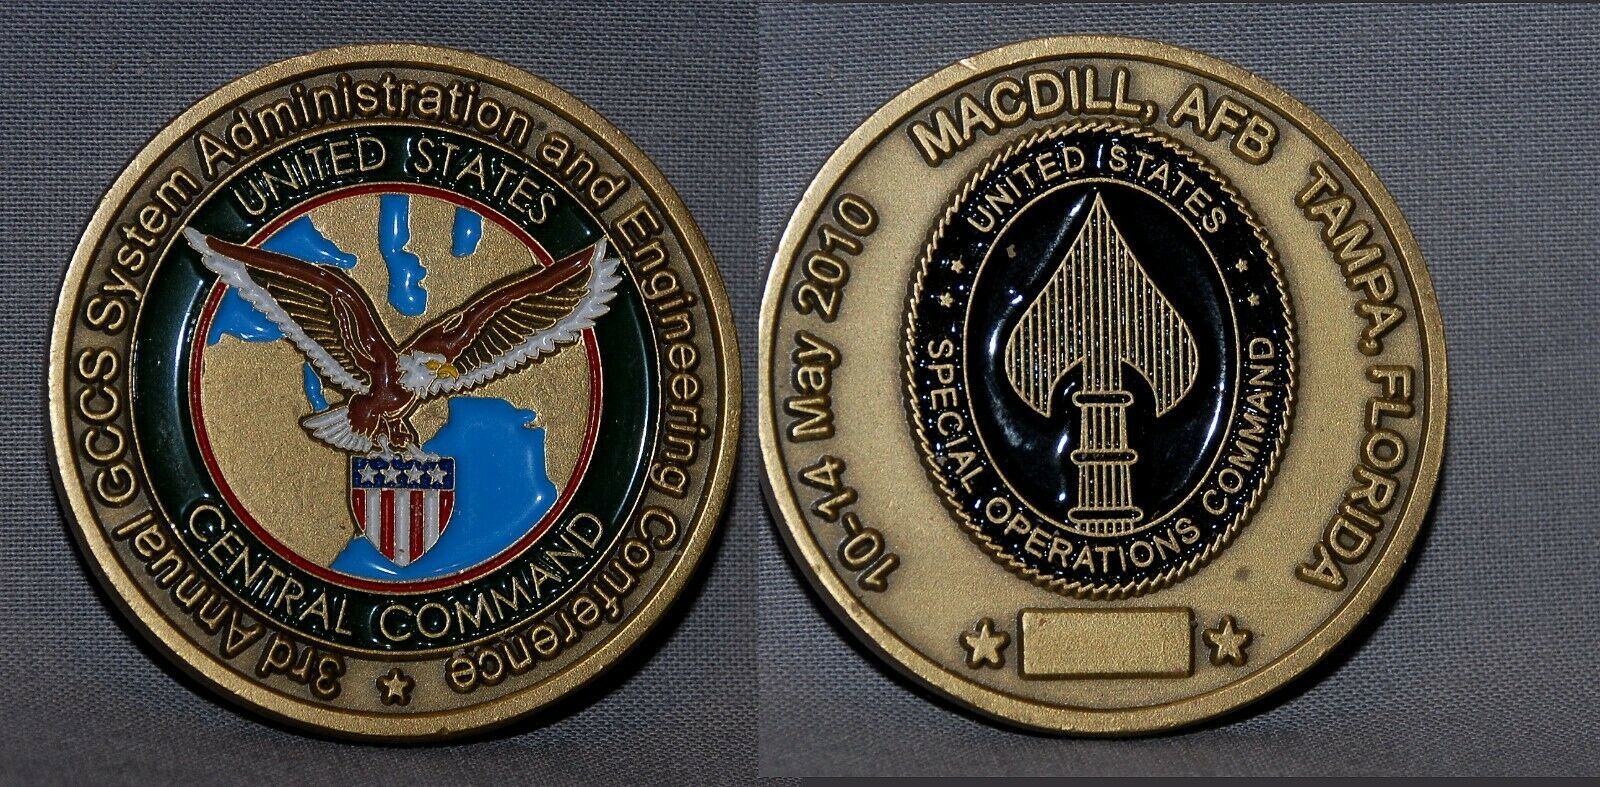 3rd Annual GCCS System Administration and Engineering Conference
UNITED STATES
CENTRAL COMMAND
10-14 May 2010
MACDILL, AFB
TAMPA, FLORIDA
UNITED STATES
SPECIAL OPERATIONS COMMAND